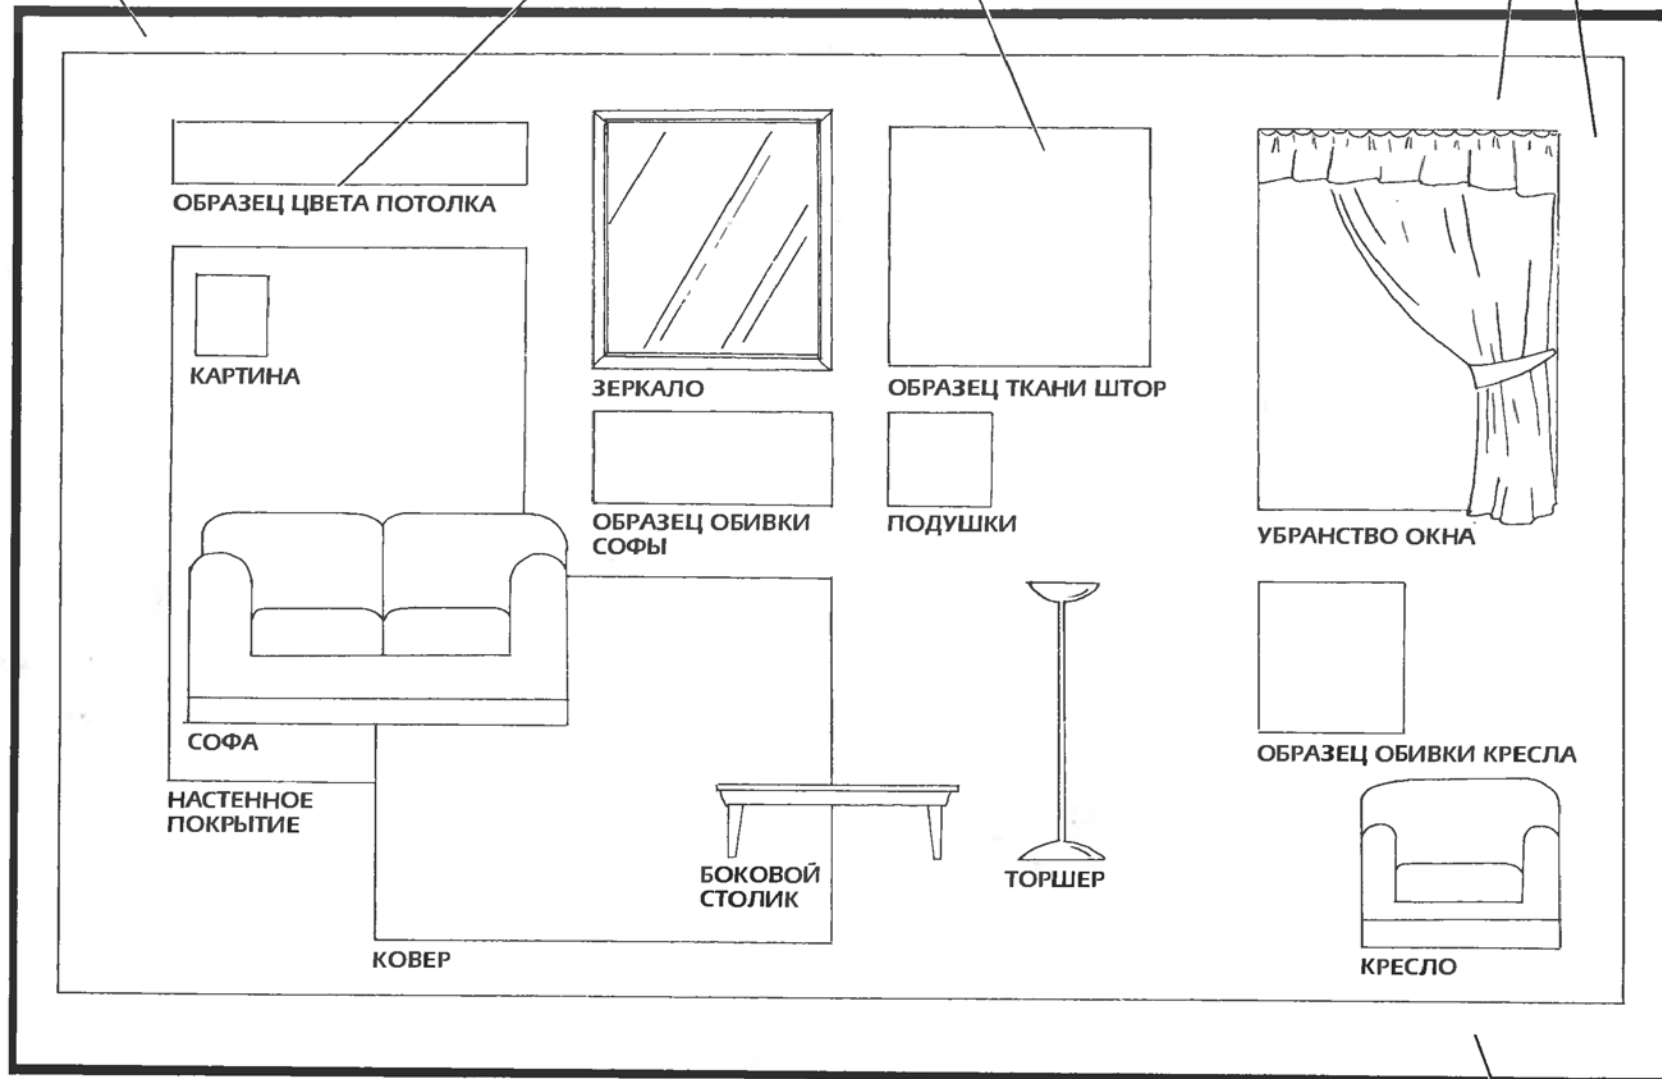 ОБРАЗЕЦ ЦВЕТА ПОТОЛКА
КАРТИНА
ЗЕРКАЛО
ОБРАЗЕЦ ТКАНИ ШТОР
ОБРАЗЕЦ ОБИВКИ
СОФЫ
ПОДУШКИ
УБРАНСТВО ОКНА
СОФА
НАСТЕННОЕ
ПОКРЫТИЕ
БОКОВОЙ
СТОЛИК
ТОРШЕР
ОБРАЗЕЦ ОБИВКИ КРЕСЛА
КОВЕР
КРЕСЛО